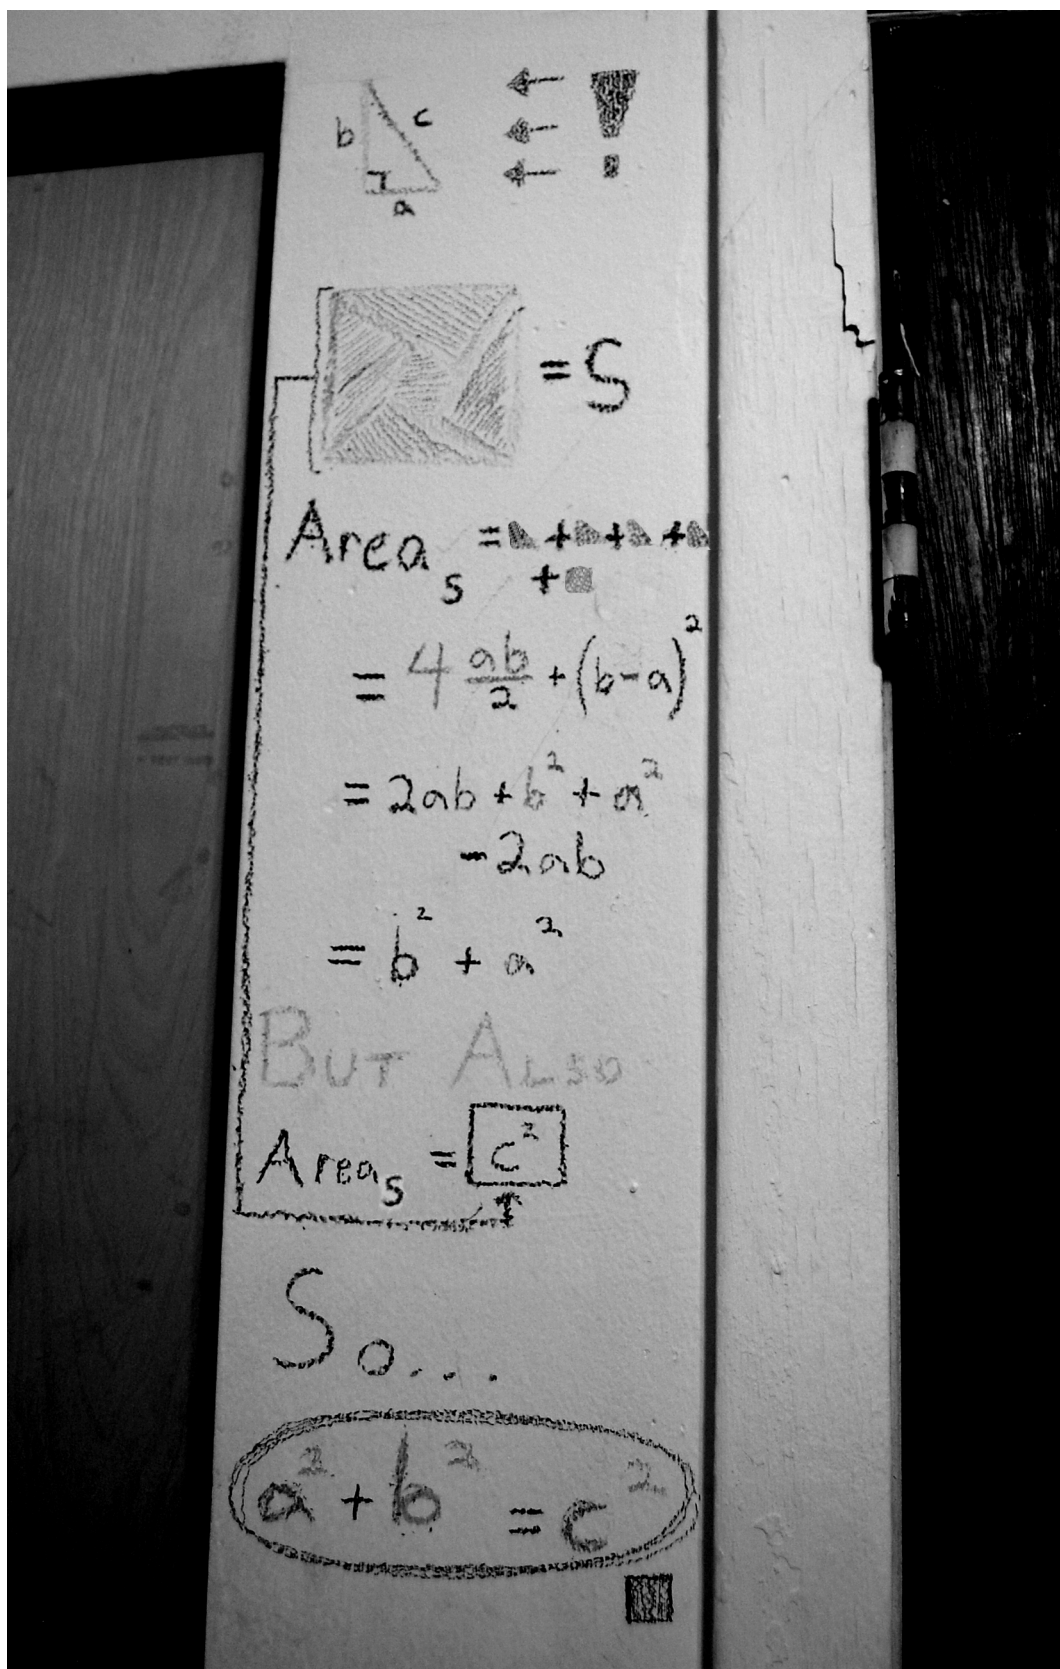 b c
a
!
= S
Area_s = + + +
+
= 4 ab/2 + (b-a)²
= 2ab + b² + a²
- 2ab
= b² + a²
BUT ALSO
Area_s = c²
So...
a² + b² = c²